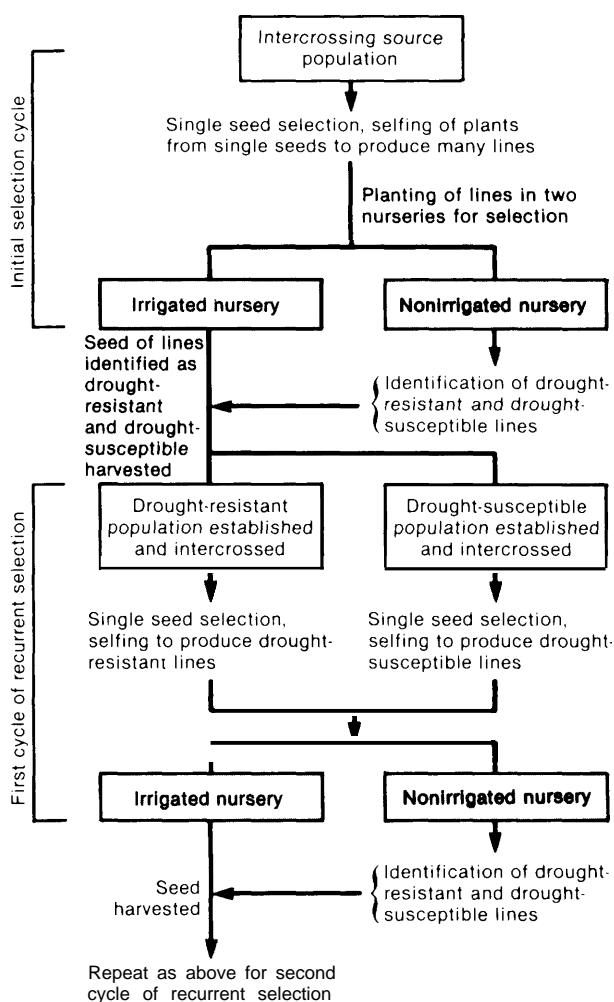 Initial selection cycle
Intercrossing source
population
Single seed selection, selfing of plants
from single seeds to produce many lines
Planting of lines in two
nurseries for selection
Irrigated nursery
Nonirrigated nursery
Seed of lines
identified as
drought-
resistant
and drought-
susceptible
harvested
Identification of drought-
resistant and drought-
susceptible lines
First cycle of recurrent selection
Drought-resistant
population established
and intercrossed
Drought-susceptible
population established
and intercrossed
Single seed selection,
selfing to produce drought-
resistant lines
Single seed selection,
selfing to produce drought-
susceptible lines
Irrigated nursery
Nonirrigated nursery
Seed
harvested
Identification of drought-
resistant and drought-
susceptible lines
Repeat as above for second
cycle of recurrent selection